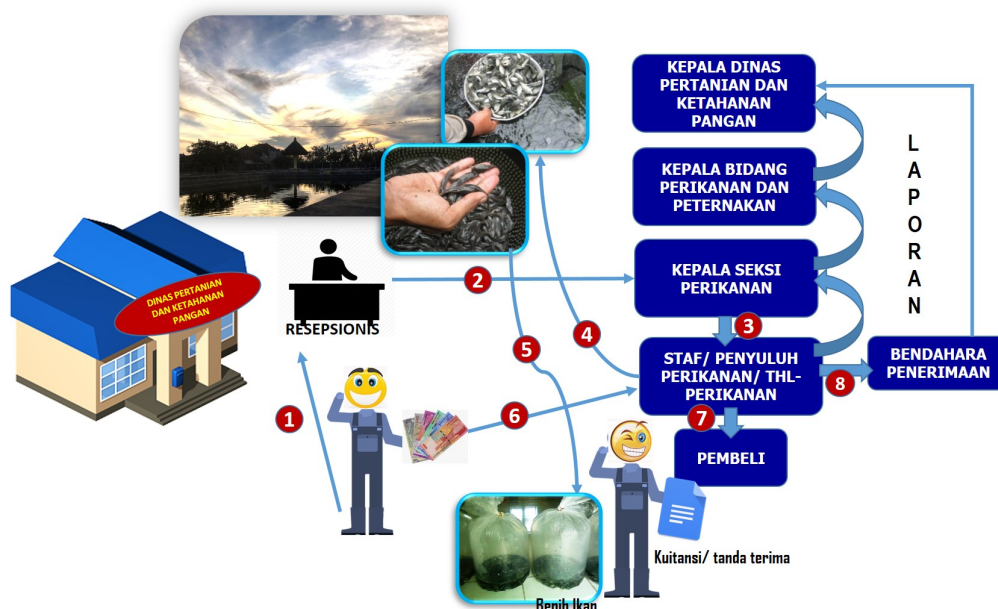 KEPALA DINAS
PERTANIAN DAN
KETAHANAN
PANGAN
KEPALA BIDANG
PERIKANAN DAN
PETERNAKAN
L
A
P
O
R
A
N
DINAS PERTANIAN
DAN KETAHANAN
PANGAN
RESEPSIONIS
2
KEPALA SEKSI
PERIKANAN
3
4
5
STAF/ PENYULUH
PERIKANAN/ THL-
PERIKANAN
8
BENDAHARA
PENERIMAAN
1
6
7
PEMBELI
Kuitansi/ tanda terima
Benih Ikan